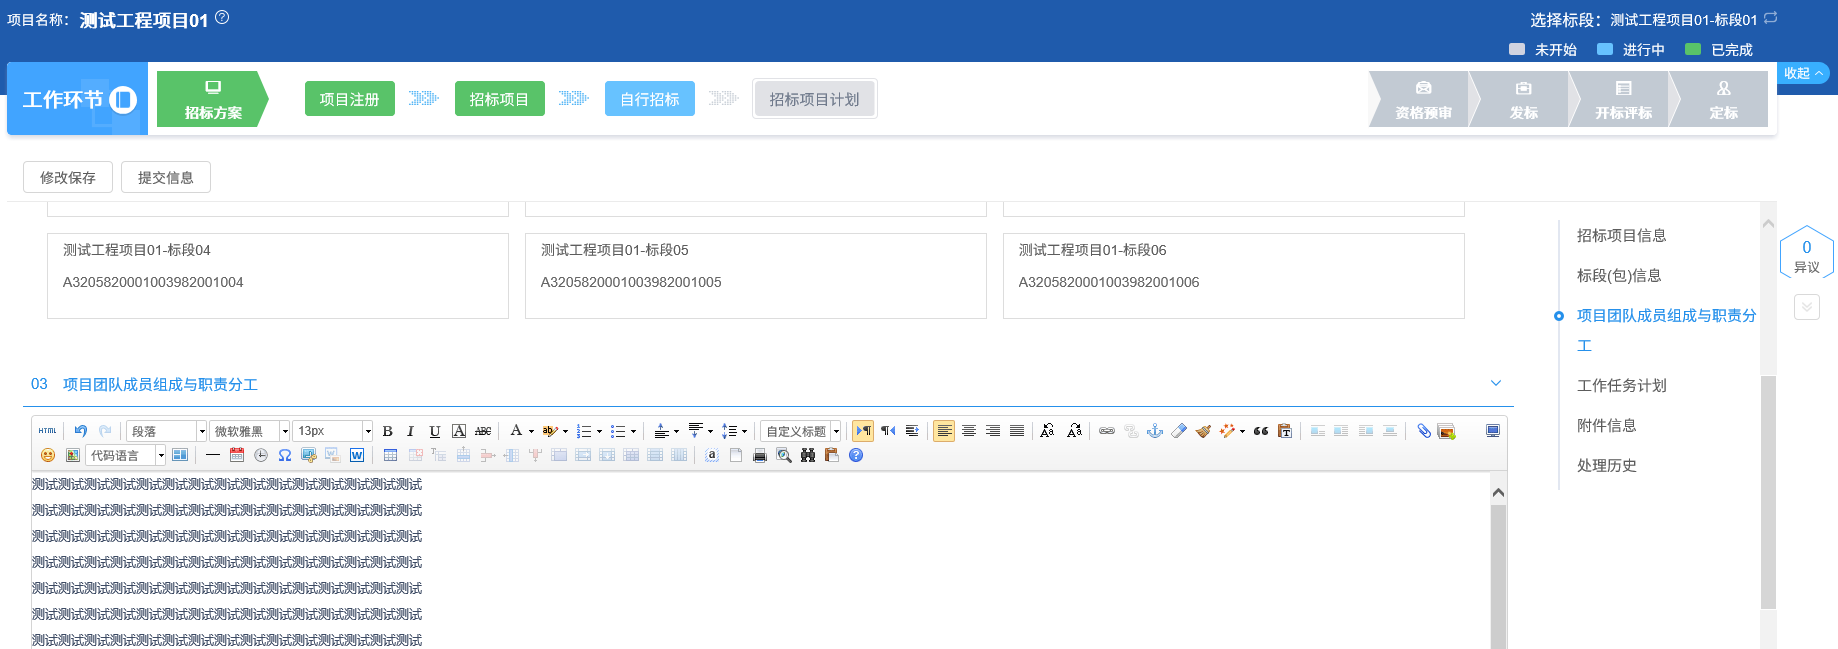 项目名称： 测试工程项目01
选择标段： 测试工程项目01-标段01
未开始 进行中 已完成
工作环节
招标方案
项目注册
招标项目
自行招标
招标项目计划
资格预审
发标
开标评标
定标
收起
修改保存 提交信息
测试工程项目01-标段04
A3205820001003982001004
测试工程项目01-标段05
A3205820001003982001005
测试工程项目01-标段06
A3205820001003982001006
03 项目团队成员组成与职责分工
HTML 段落 微软雅黑 13px B I U A ABC A ab 自定义标题
代码语言
测试测试测试测试测试测试测试测试测试测试测试测试测试测试测试
测试测试测试测试测试测试测试测试测试测试测试测试测试测试测试
测试测试测试测试测试测试测试测试测试测试测试测试测试测试测试
测试测试测试测试测试测试测试测试测试测试测试测试测试测试测试
测试测试测试测试测试测试测试测试测试测试测试测试测试测试测试
测试测试测试测试测试测试测试测试测试测试测试测试测试测试测试
测试测试测试测试测试测试测试测试测试测试测试测试测试测试测试
招标项目信息
标段(包)信息
项目团队成员组成与职责分
工
工作任务计划
附件信息
处理历史
0
异议